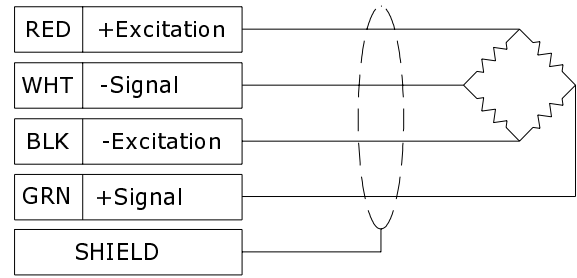 RED +Excitation
WHT -Signal
BLK -Excitation
GRN +Signal
SHIELD